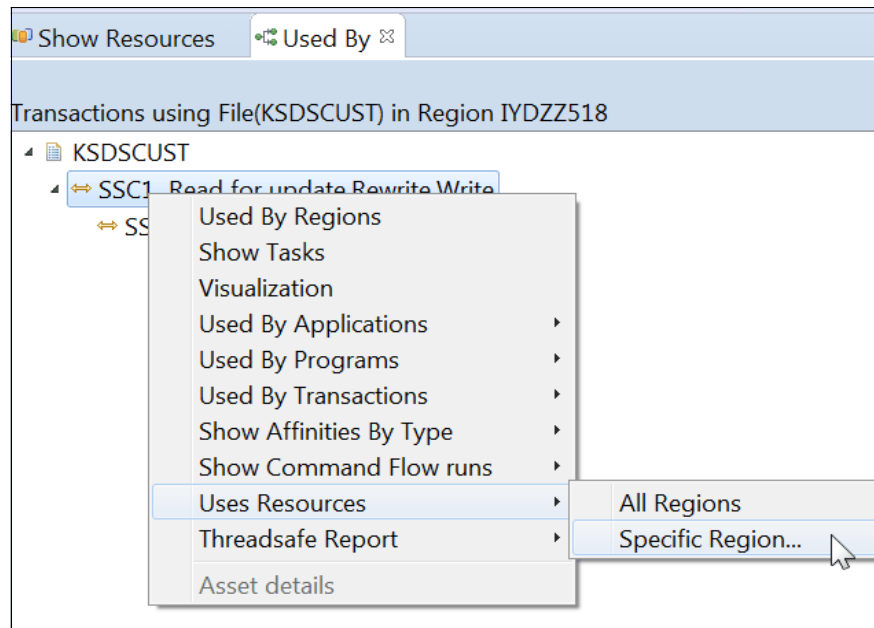 Show Resources
Used By
Transactions using File(KSDSCUST) in Region IYDZZ518
KSDSCUST
SSC1 Read for update Rewrite Write
SS
Used By Regions
Show Tasks
Visualization
Used By Applications
Used By Programs
Used By Transactions
Show Affinities By Type
Show Command Flow runs
Uses Resources
All Regions
Specific Region...
Threadsafe Report
Asset details